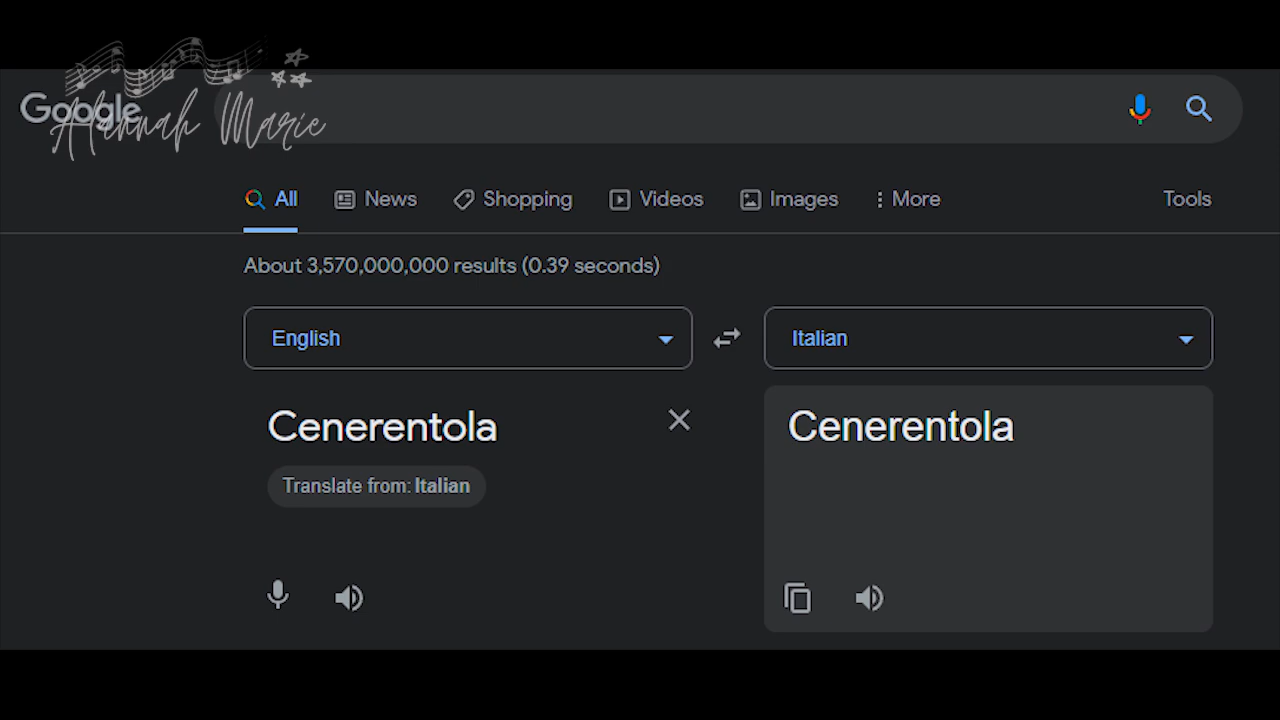 Google
Hannah Marie
All News Shopping Videos Images More Tools
About 3,570,000,000 results (0.39 seconds)
English Italian
Cenerentola Cenerentola
Translate from: Italian